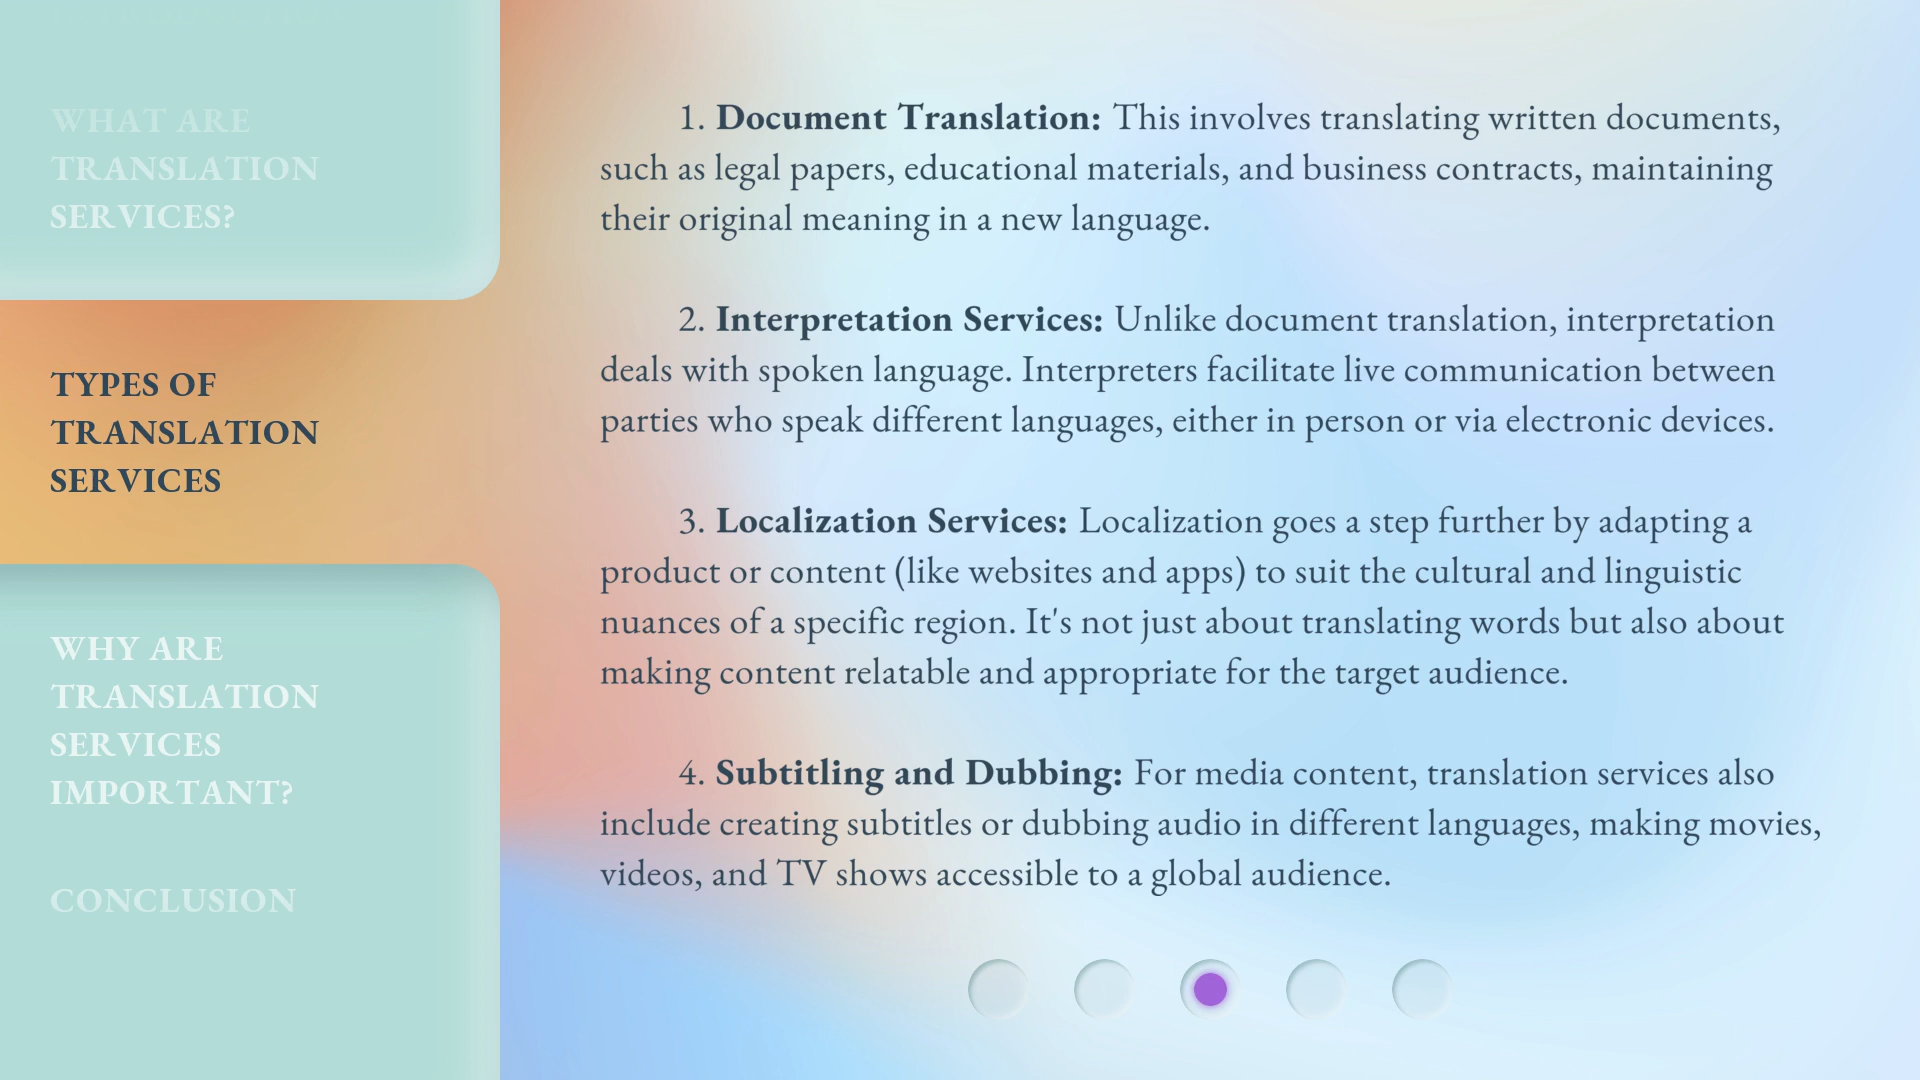 WHAT ARE
TRANSLATION
SERVICES?
TYPES OF
TRANSLATION
SERVICES
WHY ARE
TRANSLATION
SERVICES
IMPORTANT?
CONCLUSION
1. Document Translation: This involves translating written documents,
such as legal papers, educational materials, and business contracts, maintaining
their original meaning in a new language.
2. Interpretation Services: Unlike document translation, interpretation
deals with spoken language. Interpreters facilitate live communication between
parties who speak different languages, either in person or via electronic devices.
3. Localization Services: Localization goes a step further by adapting a
product or content (like websites and apps) to suit the cultural and linguistic
nuances of a specific region. It's not just about translating words but also about
making content relatable and appropriate for the target audience.
4. Subtitling and Dubbing: For media content, translation services also
include creating subtitles or dubbing audio in different languages, making movies,
videos, and TV shows accessible to a global audience.